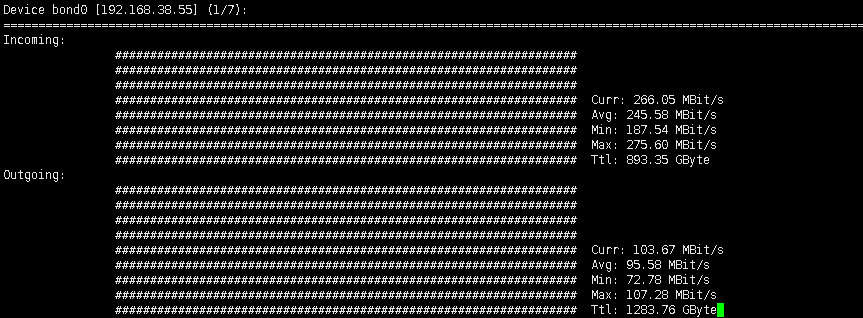 Device bond0 [192.168.38.55] (1/7):
================================================================================================================================
Incoming:
##################################################################
##################################################################
##################################################################
################################################################## Curr: 266.05 MBit/s
################################################################## Avg: 245.58 MBit/s
################################################################## Min: 187.54 MBit/s
################################################################## Max: 275.60 MBit/s
################################################################## Ttl: 893.35 GByte
Outgoing:
##################################################################
##################################################################
##################################################################
##################################################################
################################################################## Curr: 103.67 MBit/s
################################################################## Avg: 95.58 MBit/s
################################################################## Min: 72.78 MBit/s
################################################################## Max: 107.28 MBit/s
################################################################## Ttl: 1283.76 GByte